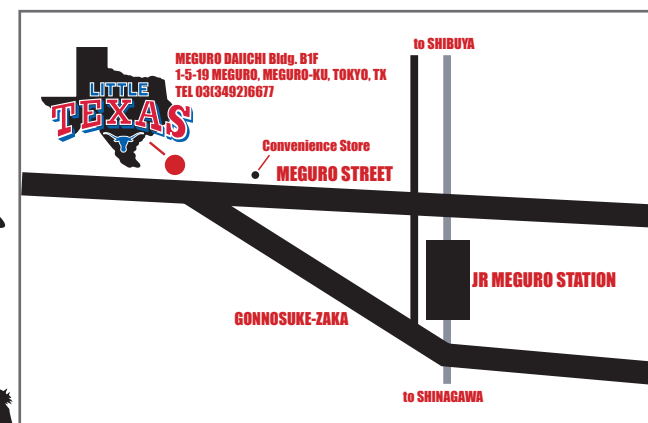 to SHIBUYA
MEGURO DAIICHI Bldg. B1F
1-5-19 MEGURO, MEGURO-KU, TOKYO, TX
TEL 03(3492)6677
LITTLE
TEXAS
Convenience Store
MEGURO STREET
JR MEGURO STATION
GONNOSUKE-ZAKA
to SHINAGAWA